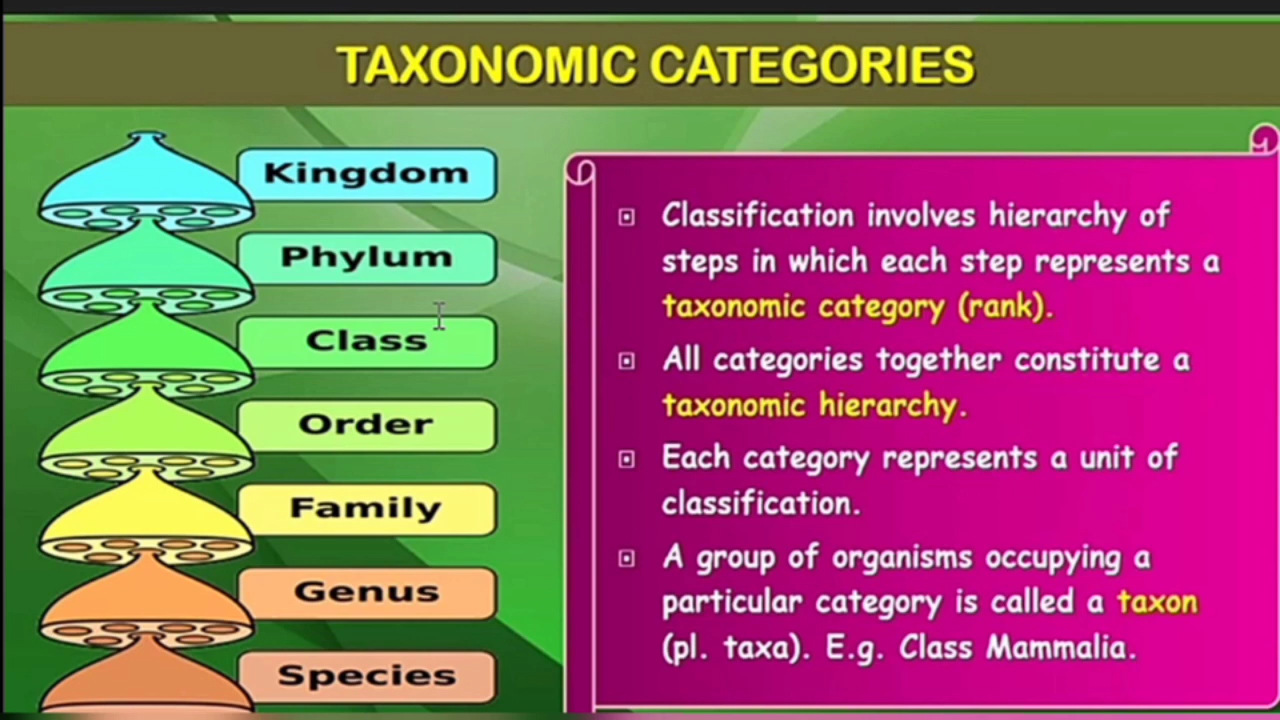 TAXONOMIC CATEGORIES
Kingdom
Phylum
Class
Order
Family
Genus
Species
Classification involves hierarchy of
steps in which each step represents a
taxonomic category (rank).
All categories together constitute a
taxonomic hierarchy.
Each category represents a unit of
classification.
A group of organisms occupying a
particular category is called a taxon
(pl. taxa). E.g. Class Mammalia.